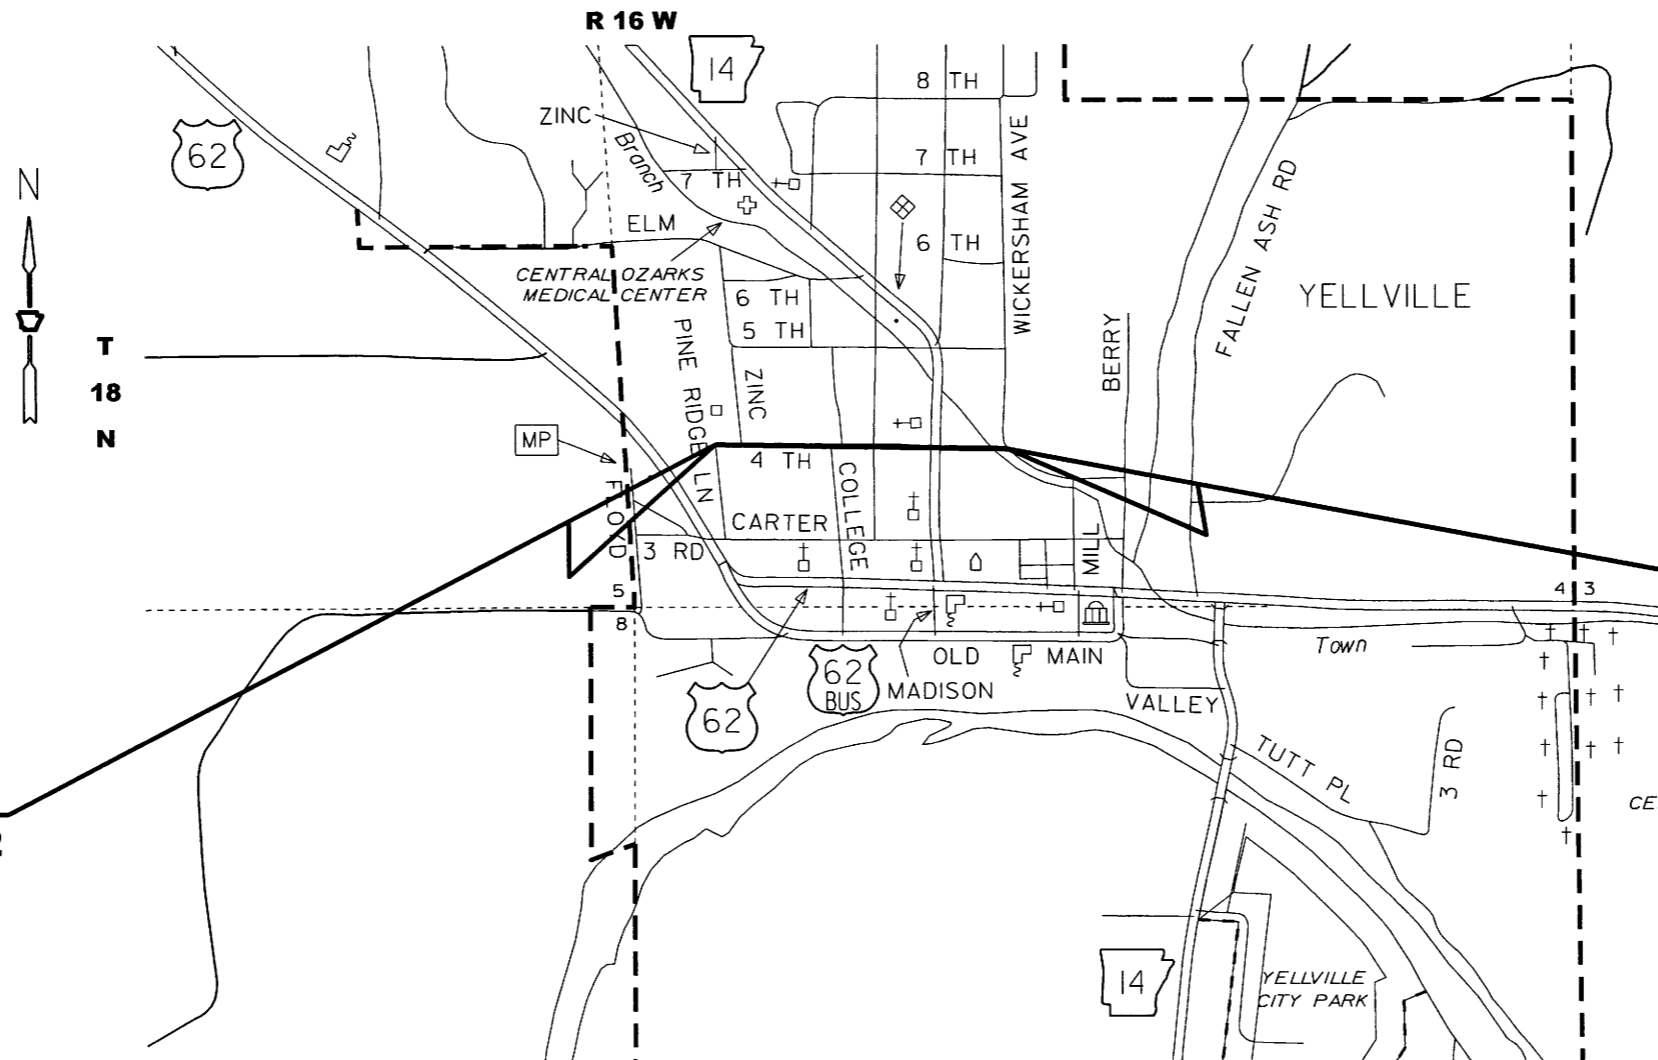 R 16 W
14
8 TH
ZINC
62
Branch
7 TH
7 TH
WICKERSHAM AVE
N
ELM
6 TH
FALLEN ASH RD
CENTRAL OZARKS
MEDICAL CENTER
6 TH
YELLVILLE
5 TH
T
18
N
PINE RIDGE LN
ZINC
BERRY
MP
4 TH
FLOYD
COLLEGE
CARTER
3 RD
MILL
5
4
3
8
OLD MAIN
Town
62
62
BUS
MADISON
VALLEY
TUTT PL
3 RD
CE
14
YELLVILLE
CITY PARK